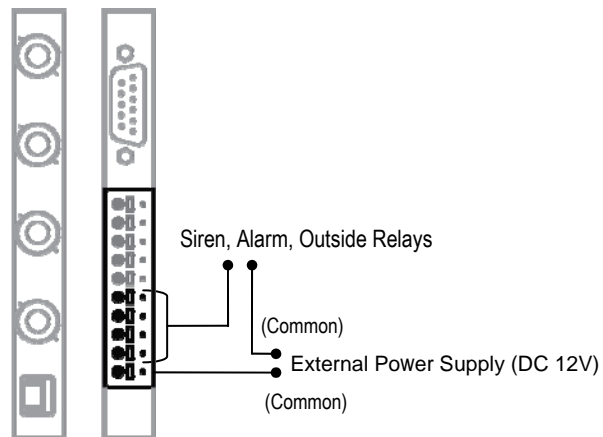 Siren, Alarm, Outside Relays
(Common)
External Power Supply (DC 12V)
(Common)